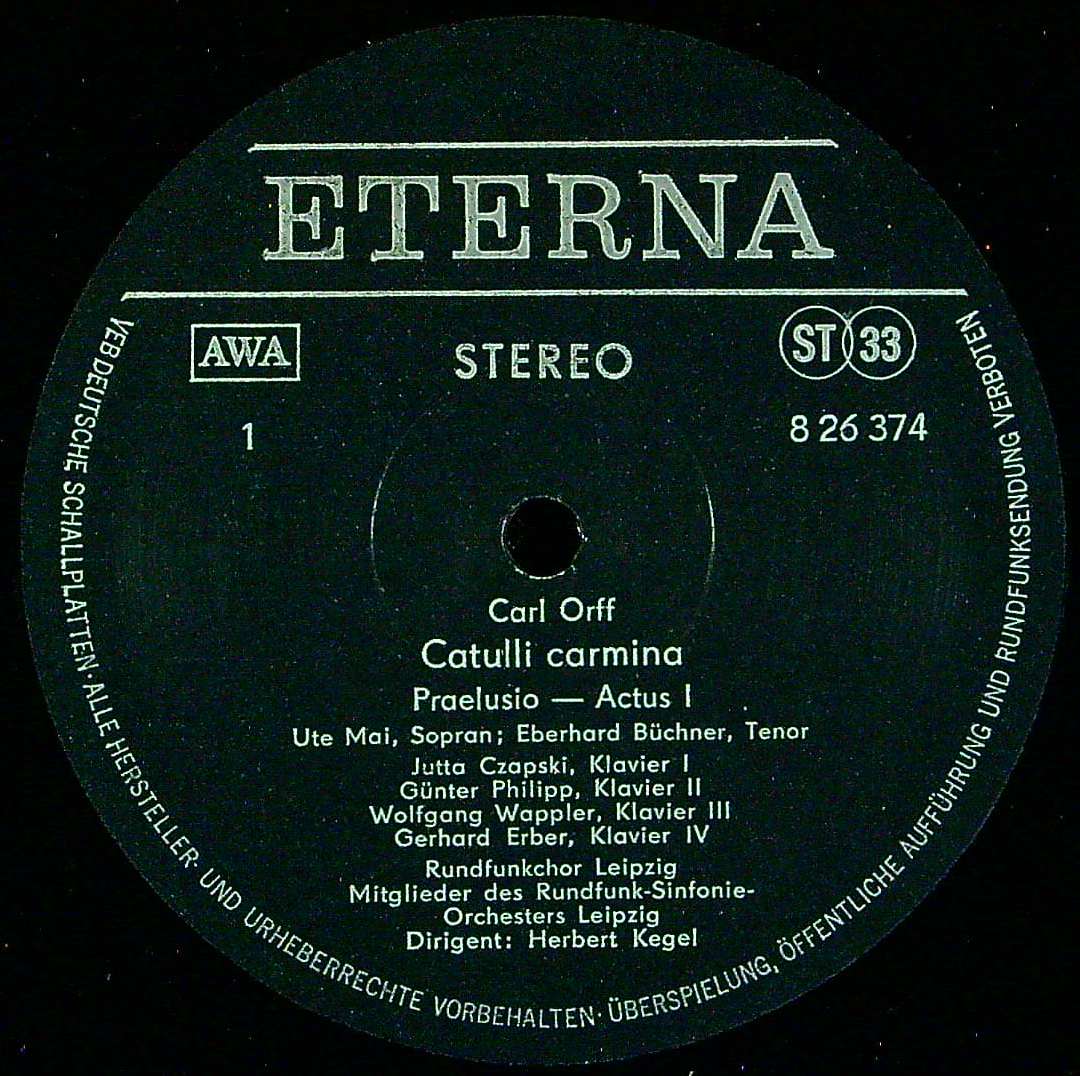 ETERNA
AWA
STEREO
ST 33
1
8 26 374
Carl Orff
Catulli carmina
Praelusio — Actus I
Ute Mai, Sopran; Eberhard Büchner, Tenor
Jutta Czapski, Klavier I
Günter Philipp, Klavier II
Wolfgang Wappler, Klavier III
Gerhard Erber, Klavier IV
Rundfunkchor Leipzig
Mitglieder des Rundfunk-Sinfonie-
Orchesters Leipzig
Dirigent: Herbert Kegel
VEB DEUTSCHE SCHALLPLATTEN · ALLE HERSTELLER- UND URHEBERRECHTE VORBEHALTEN · ÜBERSPIELUNG, ÖFFENTLICHE AUFFÜHRUNG UND RUNDFUNKSENDUNG VERBOTEN